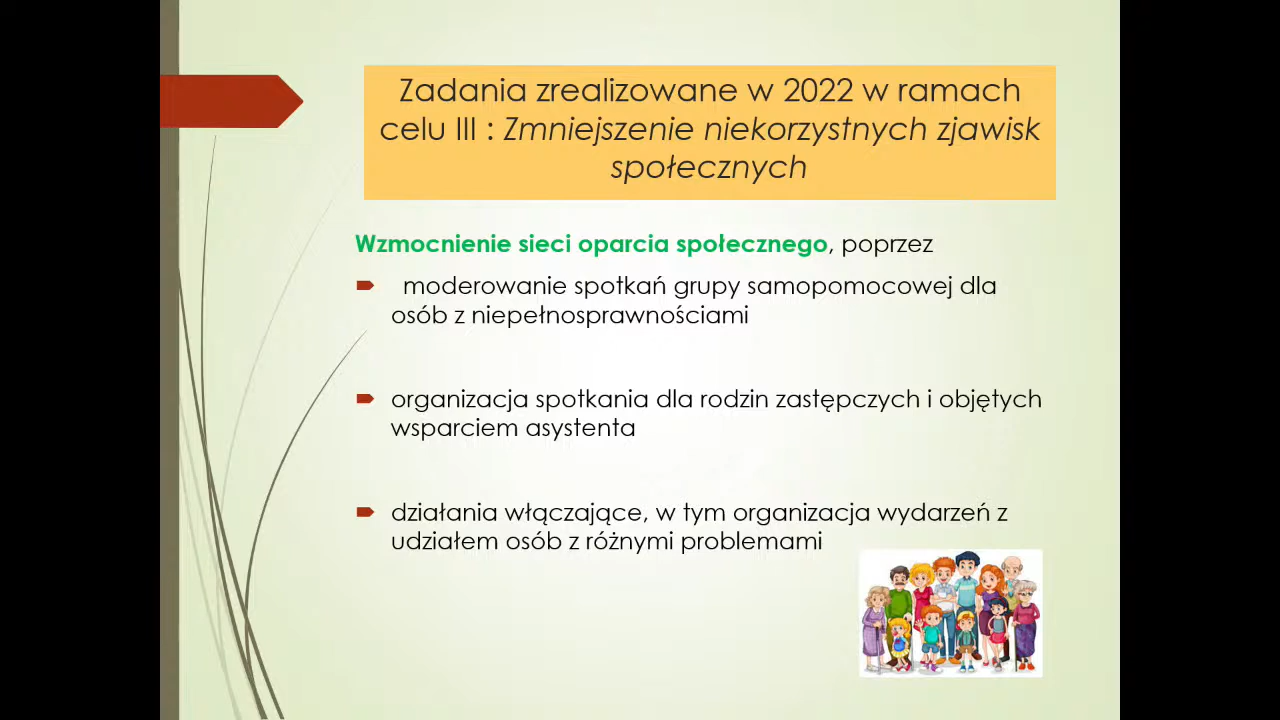 Zadania zrealizowane w 2022 w ramach
celu III : Zmniejszenie niekorzystnych zjawisk
społecznych
Wzmocnienie sieci oparcia społecznego, poprzez
moderowanie spotkań grupy samopomocowej dla
osób z niepełnosprawnościami
organizacja spotkania dla rodzin zastępczych i objętych
wsparciem asystenta
działania włączające, w tym organizacja wydarzeń z
udziałem osób z różnymi problemami